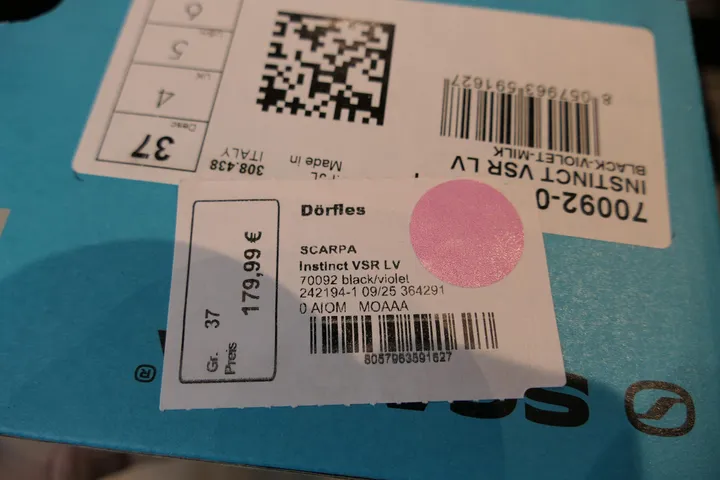 Dörfles
SCARPA
Instinct VSR LV
70092 black/violet
242194-1 09/25 364291
0 AIOM MOAAA
8057963591627
Gr. 37
Preis 179,99 €
70092-0
INSTINCT VSR LV
BLACK-VIOLET-MILK
8 057963 591627
Made in
ITALY
308.438
Desc
37
UK
4
5
6
®